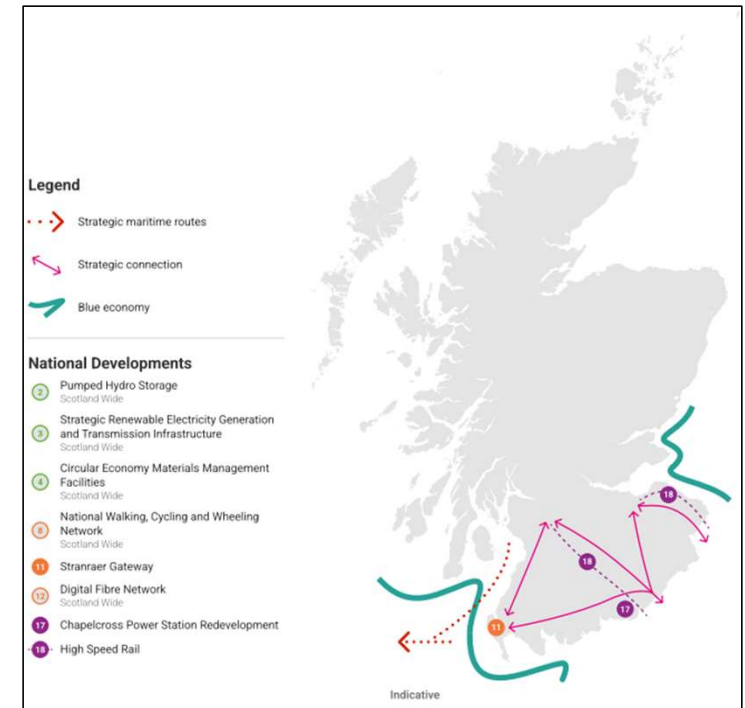 Legend
Strategic maritime routes
Strategic connection
Blue economy
National Developments
2 Pumped Hydro Storage
Scotland Wide
3 Strategic Renewable Electricity Generation
and Transmission Infrastructure
Scotland Wide
4 Circular Economy Materials Management
Facilities
Scotland Wide
8 National Walking, Cycling and Wheeling
Network
Scotland Wide
11 Stranraer Gateway
12 Digital Fibre Network
Scotland Wide
17 Chapelcross Power Station Redevelopment
18 High Speed Rail
18
18
17
11
Indicative